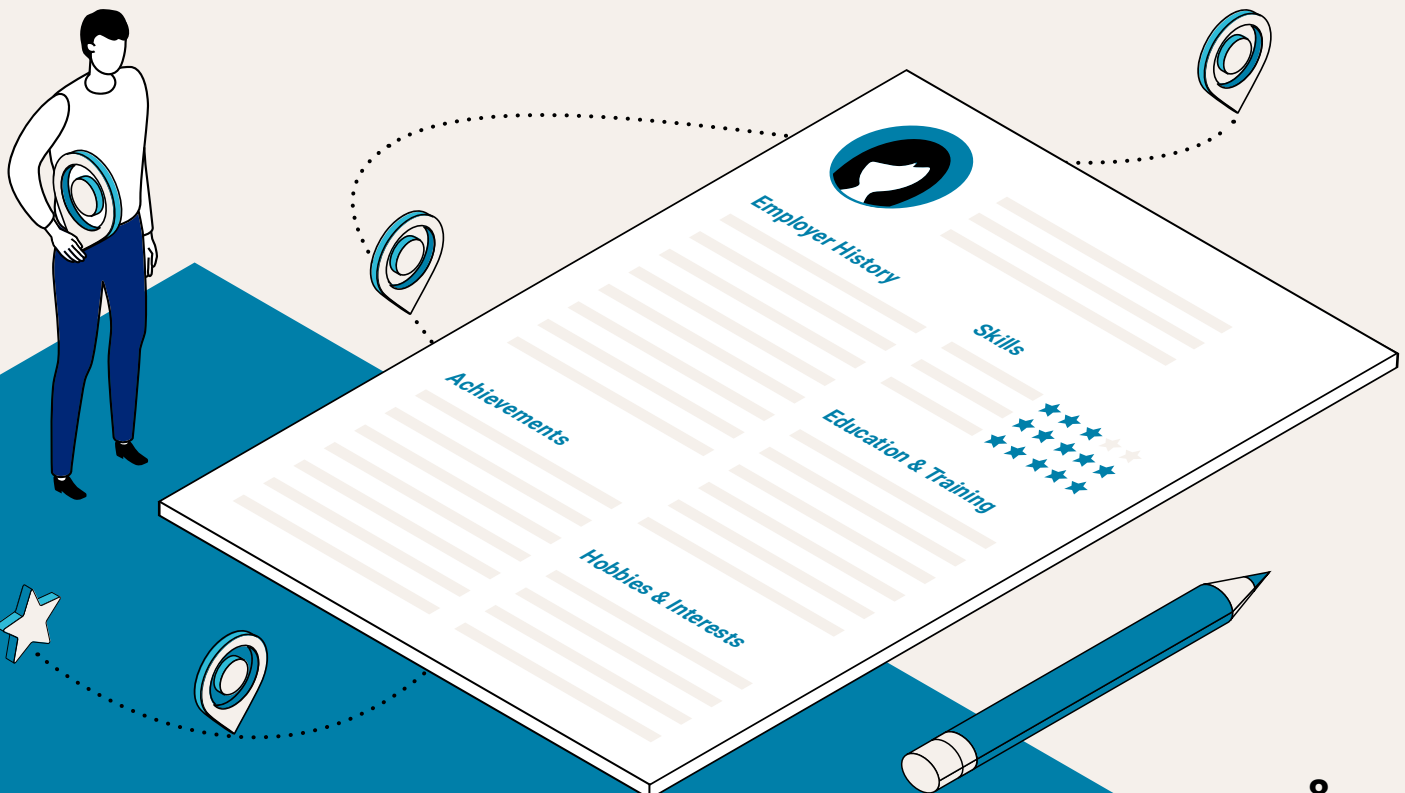 Employer History
Achievements
Skills
Education & Training
Hobbies & Interests